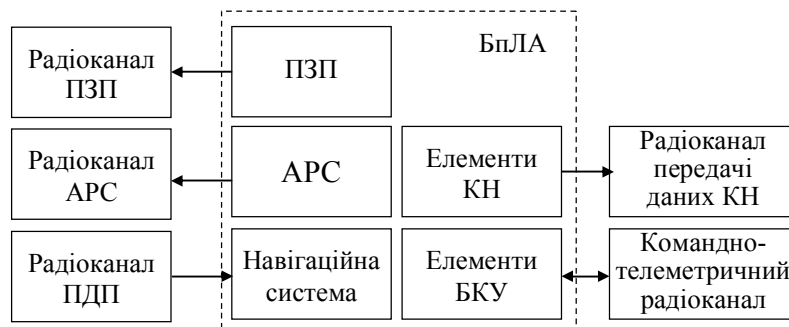 БпЛА
Радіоканал
ПЗП
ПЗП
Радіоканал
АРС
АРС
Елементи
КН
Радіоканал
передачі
даних КН
Радіоканал
ПДП
Навігаційна
система
Елементи
БКУ
Командно-
телеметричний
радіоканал